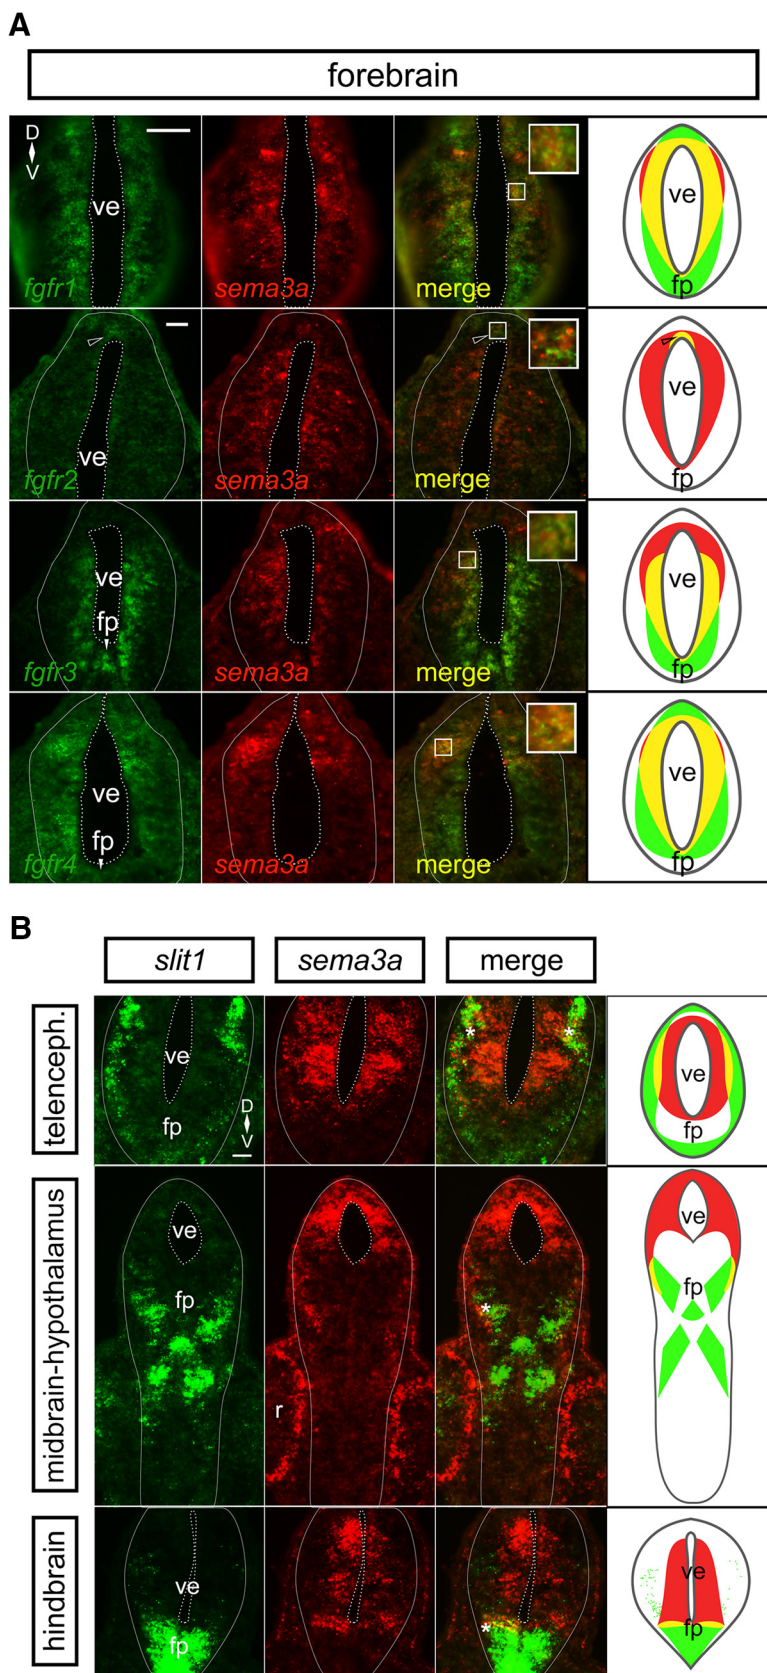 A
forebrain
D
V
ve
fgfr1
sema3a
merge
ve
fp
ve
fgfr2
sema3a
merge
ve
fp
ve
fp
fgfr3
sema3a
merge
ve
fp
ve
fp
fgfr4
sema3a
merge
ve
fp
B
slit1
sema3a
merge
telenceph.
ve
fp
D
V
*
*
ve
fp
midbrain-hypothalamus
ve
fp
r
*
ve
fp
hindbrain
ve
fp
*
ve
fp